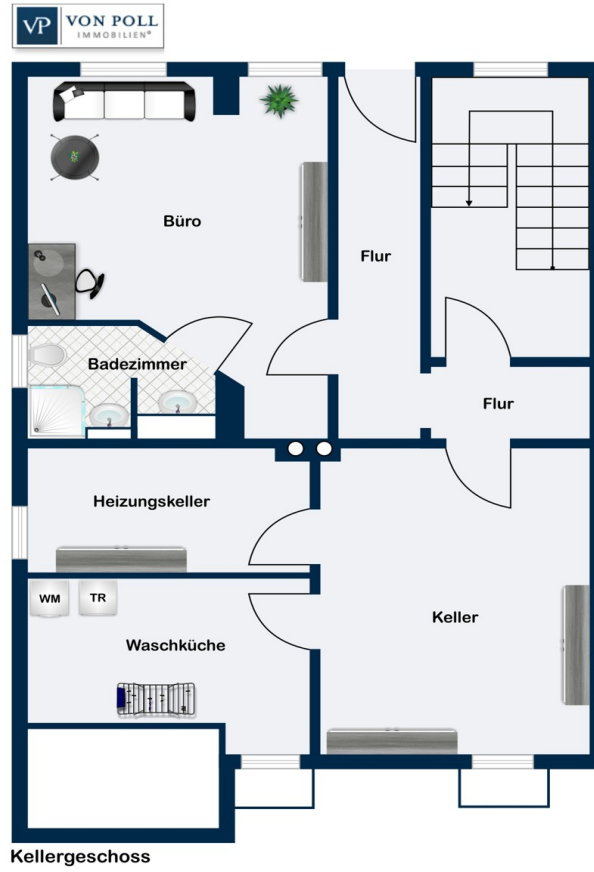 VP VON POLL
IMMOBILIEN®
Büro
Flur
Badezimmer
Flur
Heizungskeller
WM TR
Keller
Waschküche
Kellergeschoss